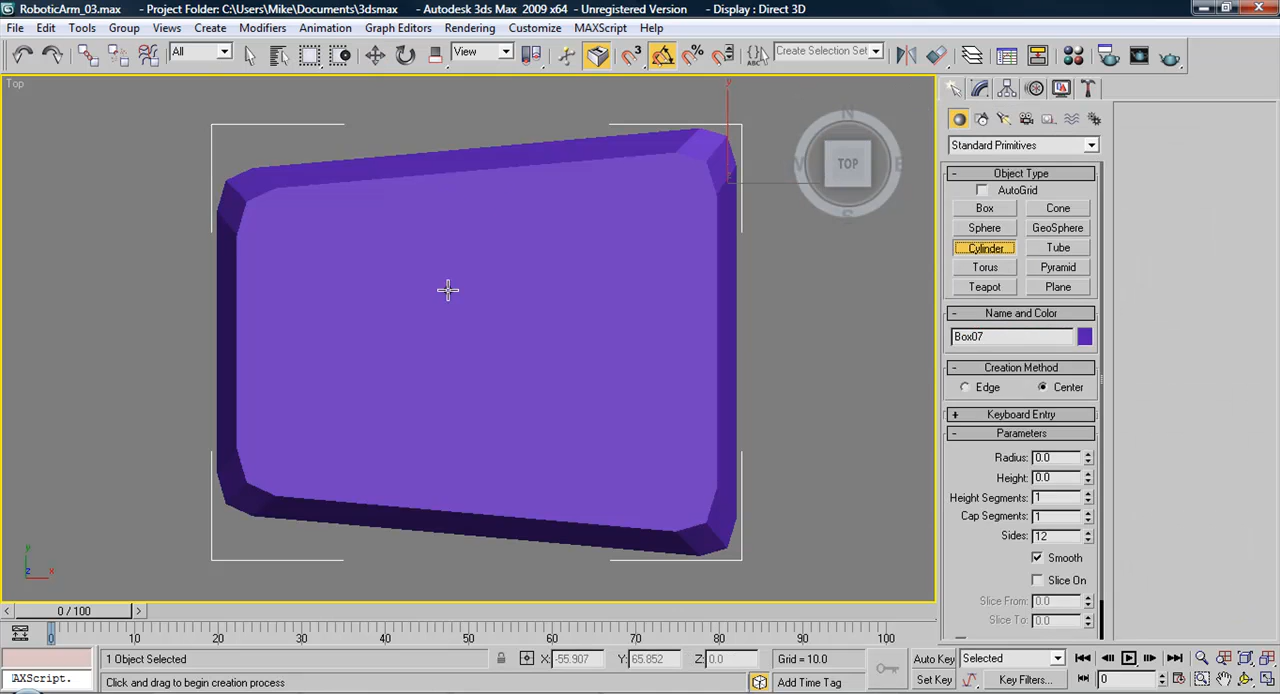 RoboticArm_03.max - Project Folder: C:\Users\Mike\Documents\3dsmax - Autodesk 3ds Max 2009 x64 - Unregistered Version - Display : Direct 3D
File Edit Tools Group Views Create Modifiers Animation Graph Editors Rendering Customize MAXScript Help
All View Create Selection Set
Top
y
N
TOP
E
S
x
Standard Primitives
Object Type
AutoGrid
Box Cone
Sphere GeoSphere
Cylinder Tube
Torus Pyramid
Teapot Plane
Name and Color
Box07
Creation Method
Edge Center
Keyboard Entry
Parameters
Radius: 0.0
Height: 0.0
Height Segments: 1
Cap Segments: 1
Sides: 12
Smooth
Slice On
Slice From: 0.0
Slice To: 0.0
y
z x
0 / 100
0 10 20 30 40 50 60 70 80 90 100
1 Object Selected X: -55.907 Y: 65.852 Z: 0.0 Grid = 10.0 Auto Key Selected
AXScript. Click and drag to begin creation process Add Time Tag Set Key Key Filters... 0